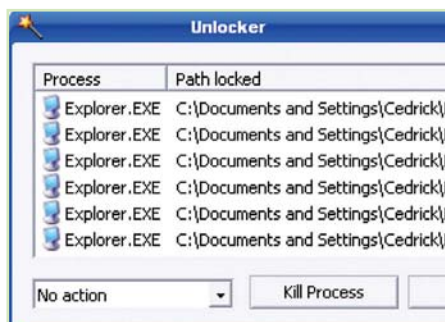 Unlocker
Process Path locked
Explorer.EXE C:\Documents and Settings\Cedrick\
Explorer.EXE C:\Documents and Settings\Cedrick\
Explorer.EXE C:\Documents and Settings\Cedrick\
Explorer.EXE C:\Documents and Settings\Cedrick\
Explorer.EXE C:\Documents and Settings\Cedrick\
Explorer.EXE C:\Documents and Settings\Cedrick\
No action Kill Process